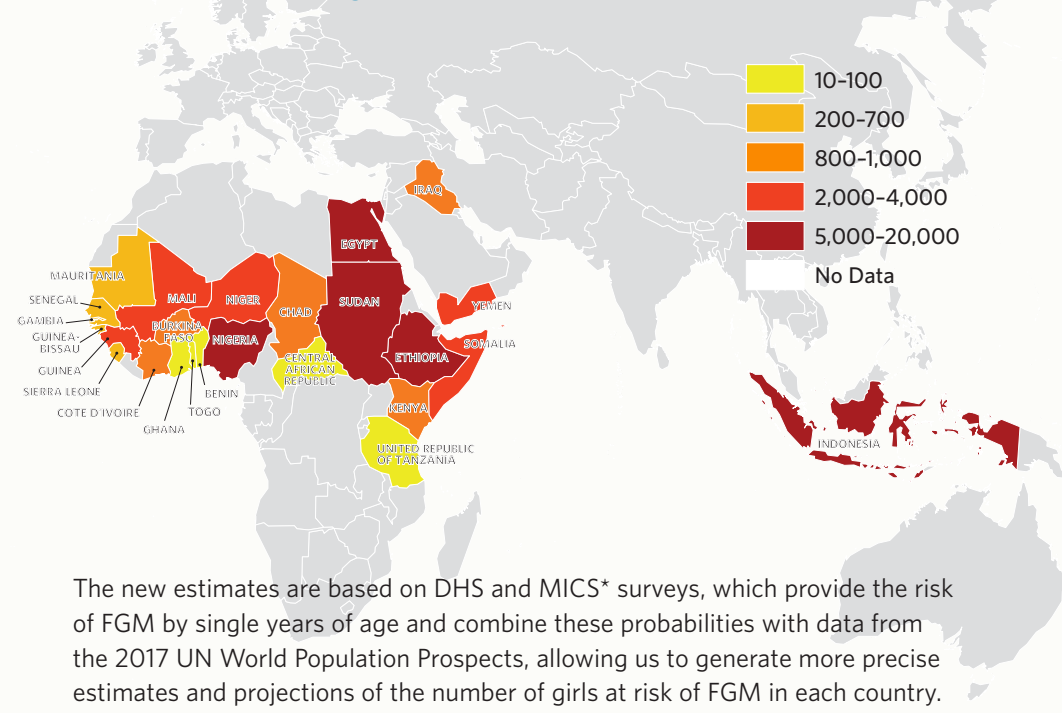 10–100
200–700
800–1,000
2,000–4,000
5,000–20,000
No Data
IRAQ
EGYPT
MAURITANIA
MALI
NIGER
SUDAN
SENEGAL
CHAD
YEMEN
GAMBIA
BURKINA
FASO
GUINEA-
BISSAU
NIGERIA
SOMALIA
GUINEA
CENTRAL
AFRICAN
REPUBLIC
ETHIOPIA
SIERRA LEONE
BENIN
COTE D'IVOIRE
TOGO
KENYA
GHANA
UNITED REPUBLIC
OF TANZANIA
INDONESIA
The new estimates are based on DHS and MICS* surveys, which provide the risk
of FGM by single years of age and combine these probabilities with data from
the 2017 UN World Population Prospects, allowing us to generate more precise
estimates and projections of the number of girls at risk of FGM in each country.